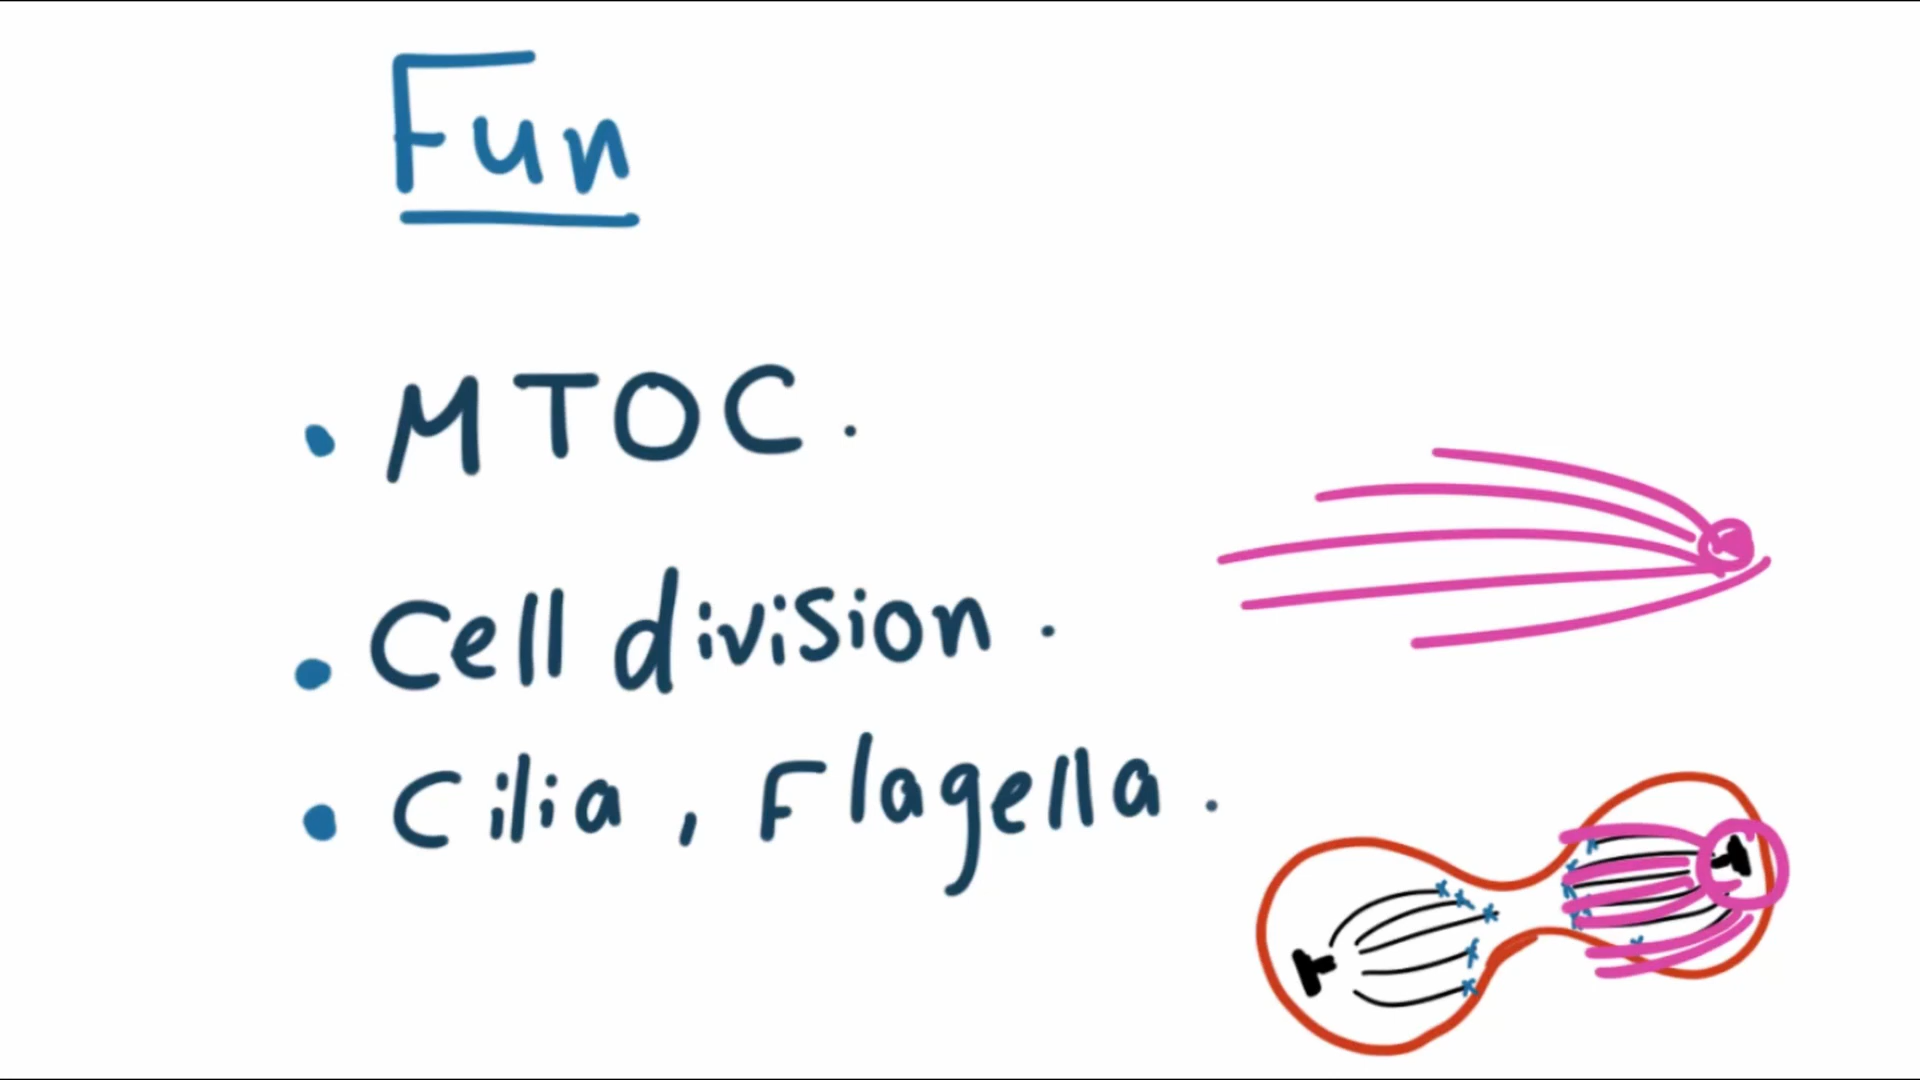 Fun
• MTOC.
• Cell division.
• Cilia, Flagella.